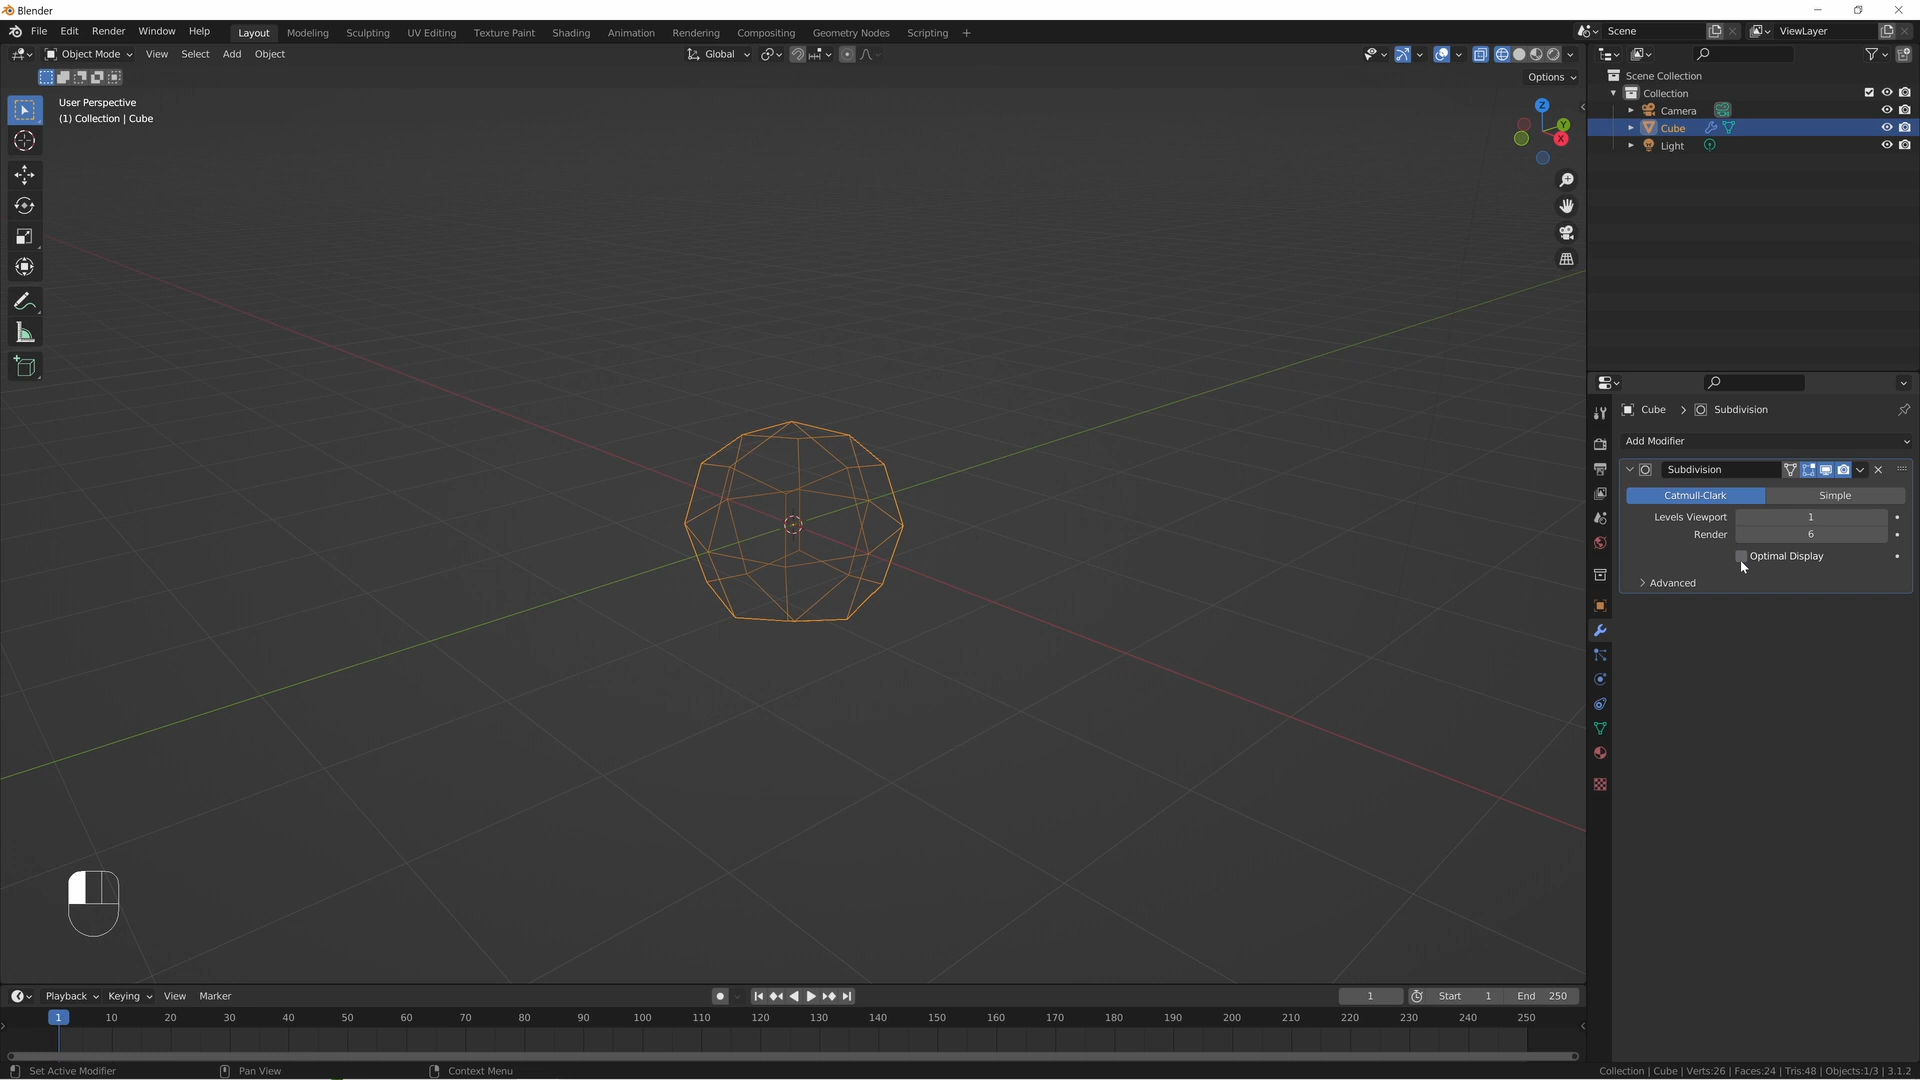 Blender
File Edit Render Window Help Layout Modeling Sculpting UV Editing Texture Paint Shading Animation Rendering Compositing Geometry Nodes Scripting + Scene ViewLayer
Object Mode View Select Add Object Global
Options
User Perspective
(1) Collection | Cube
Z
Y
X
Scene Collection
Collection
Camera
Cube
Light
Cube > Subdivision
Add Modifier
Subdivision
Catmull-Clark Simple
Levels Viewport 1
Render 6
Optimal Display
Advanced
Playback Keying View Marker 1 Start 1 End 250
1 10 20 30 40 50 60 70 80 90 100 110 120 130 140 150 160 170 180 190 200 210 220 230 240 250
Set Active Modifier Pan View Context Menu Collection | Cube | Verts:26 | Faces:24 | Tris:48 | Objects:1/3 | 3.1.2